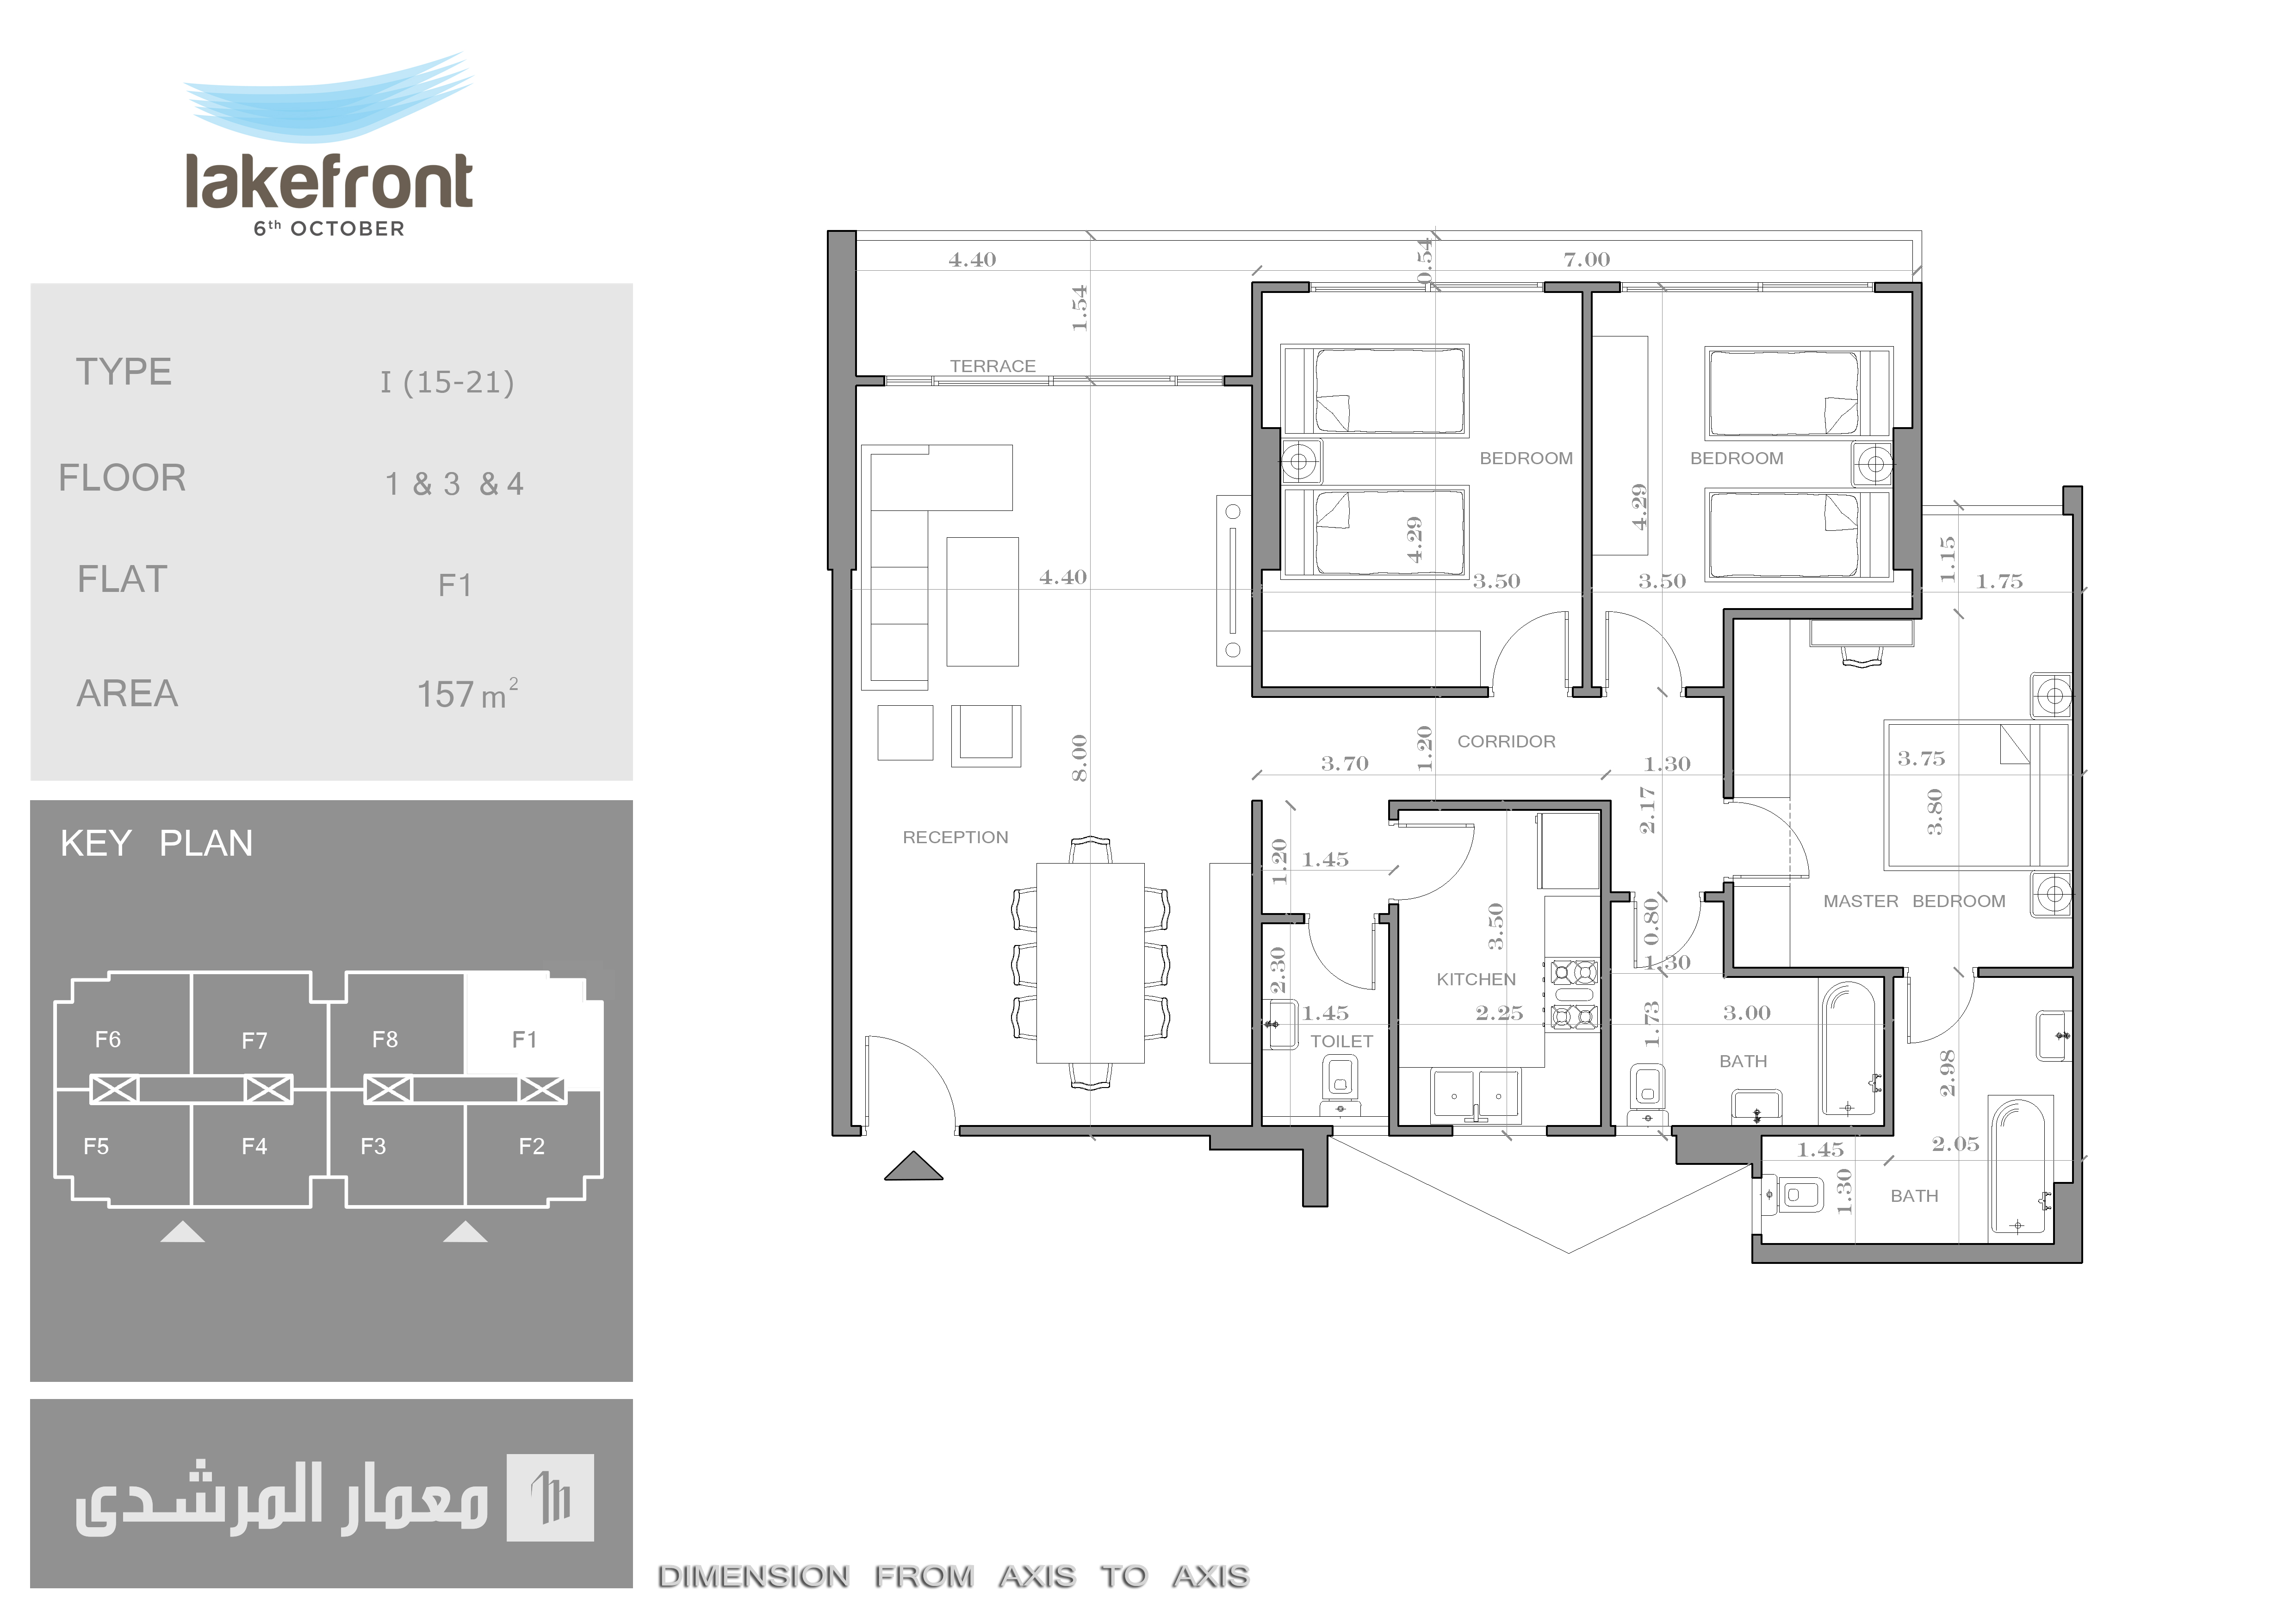 lakefront
6th OCTOBER
TYPE I (15-21)
FLOOR 1 & 3 & 4
FLAT F1
AREA 157 m2
KEY PLAN
F6 F7 F8 F1
F5 F4 F3 F2
معمار المرشدى
4.40 0.54 7.00
1.54
TERRACE
BEDROOM BEDROOM
4.29 4.29
4.40 3.50 3.50 1.15 1.75
CORRIDOR
8.00 1.20
3.70 1.30 3.75
2.17 3.80
RECEPTION
1.20 1.45
MASTER BEDROOM
3.50 0.80
2.30 KITCHEN 1.30
1.45 2.25 1.73 3.00
TOILET BATH
2.98
1.45 2.05
1.30 BATH
DIMENSION FROM AXIS TO AXIS